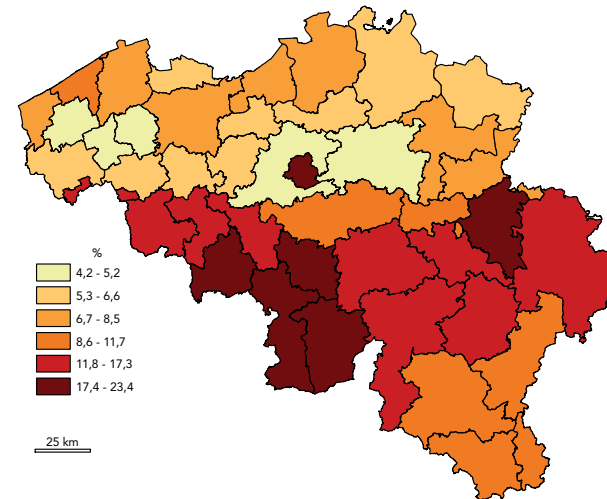 %
4,2 - 5,2
5,3 - 6,6
6,7 - 8,5
8,6 - 11,7
11,8 - 17,3
17,4 - 23,4
25 km